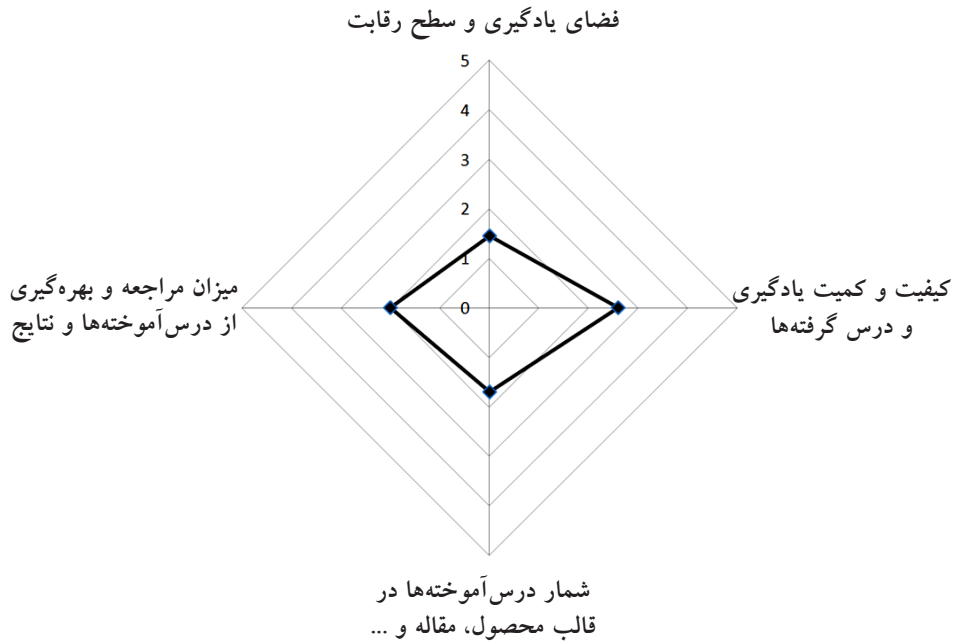 فضای یادگیری و سطح رقابت
5
4
3
2
1
0
کیفیت و کمیت یادگیری
و درس گرفته‌ها
میزان مراجعه و بهره‌گیری
از درس‌آموخته‌ها و نتایج
شمار درس‌آموخته‌ها در
قالب محصول، مقاله و ...